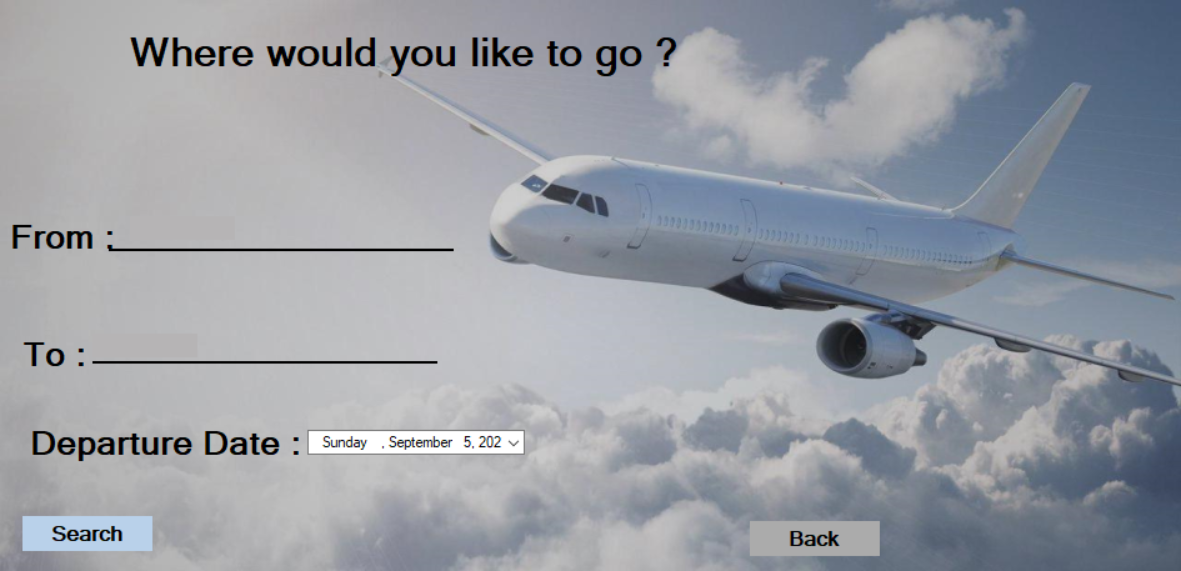 Where would you like to go ?
From :
To :
Departure Date : Sunday , September 5, 202
Search
Back